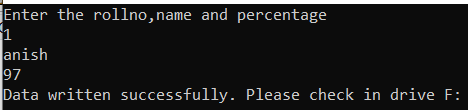 Enter the rollno,name and percentage
1
anish
97
Data written successfully. Please check in drive F: